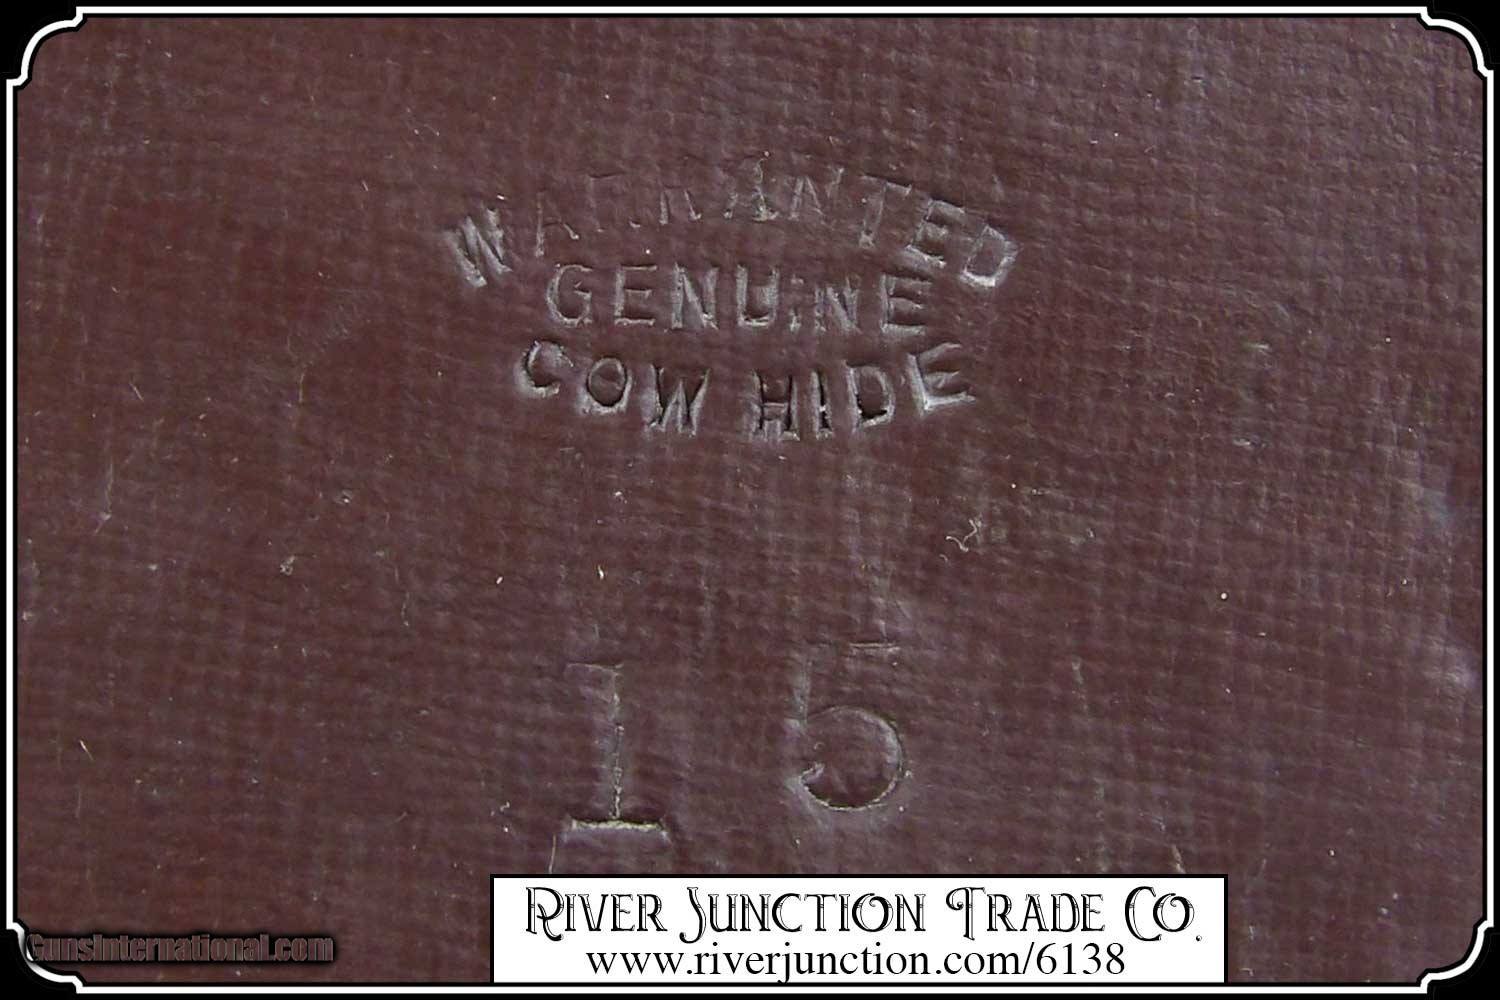 WARRANTED
GENUINE
COW HIDE
15
RIVER JUNCTION TRADE CO.
www.riverjunction.com/6138
GunsInternational.com